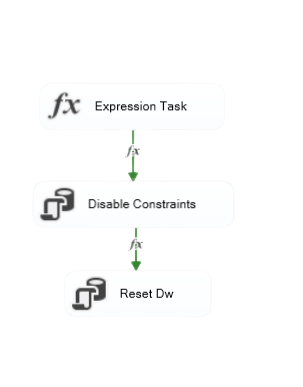 fx Expression Task
fx
Disable Constraints
fx
Reset Dw